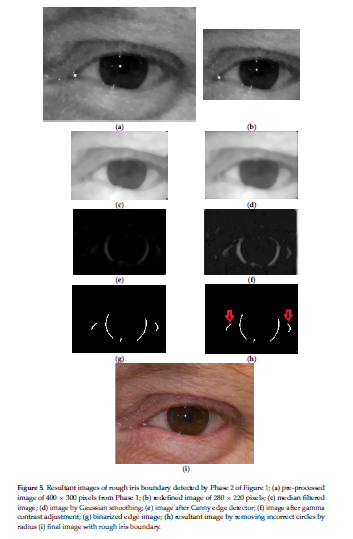 (a)
(b)
(c)
(d)
(e)
(f)
(g)
(h)
(i)
Figure 5. Resultant images of rough iris boundary detected by Phase 2 of Figure 1; (a) pre-processed
image of 400 × 300 pixels from Phase 1; (b) redefined image of 280 × 220 pixels; (c) median filtered
image; (d) image by Gaussian smoothing; (e) image after Canny edge detector; (f) image after gamma
contrast adjustment; (g) binarized edge image; (h) resultant image by removing incorrect circles by
radius (i) final image with rough iris boundary.